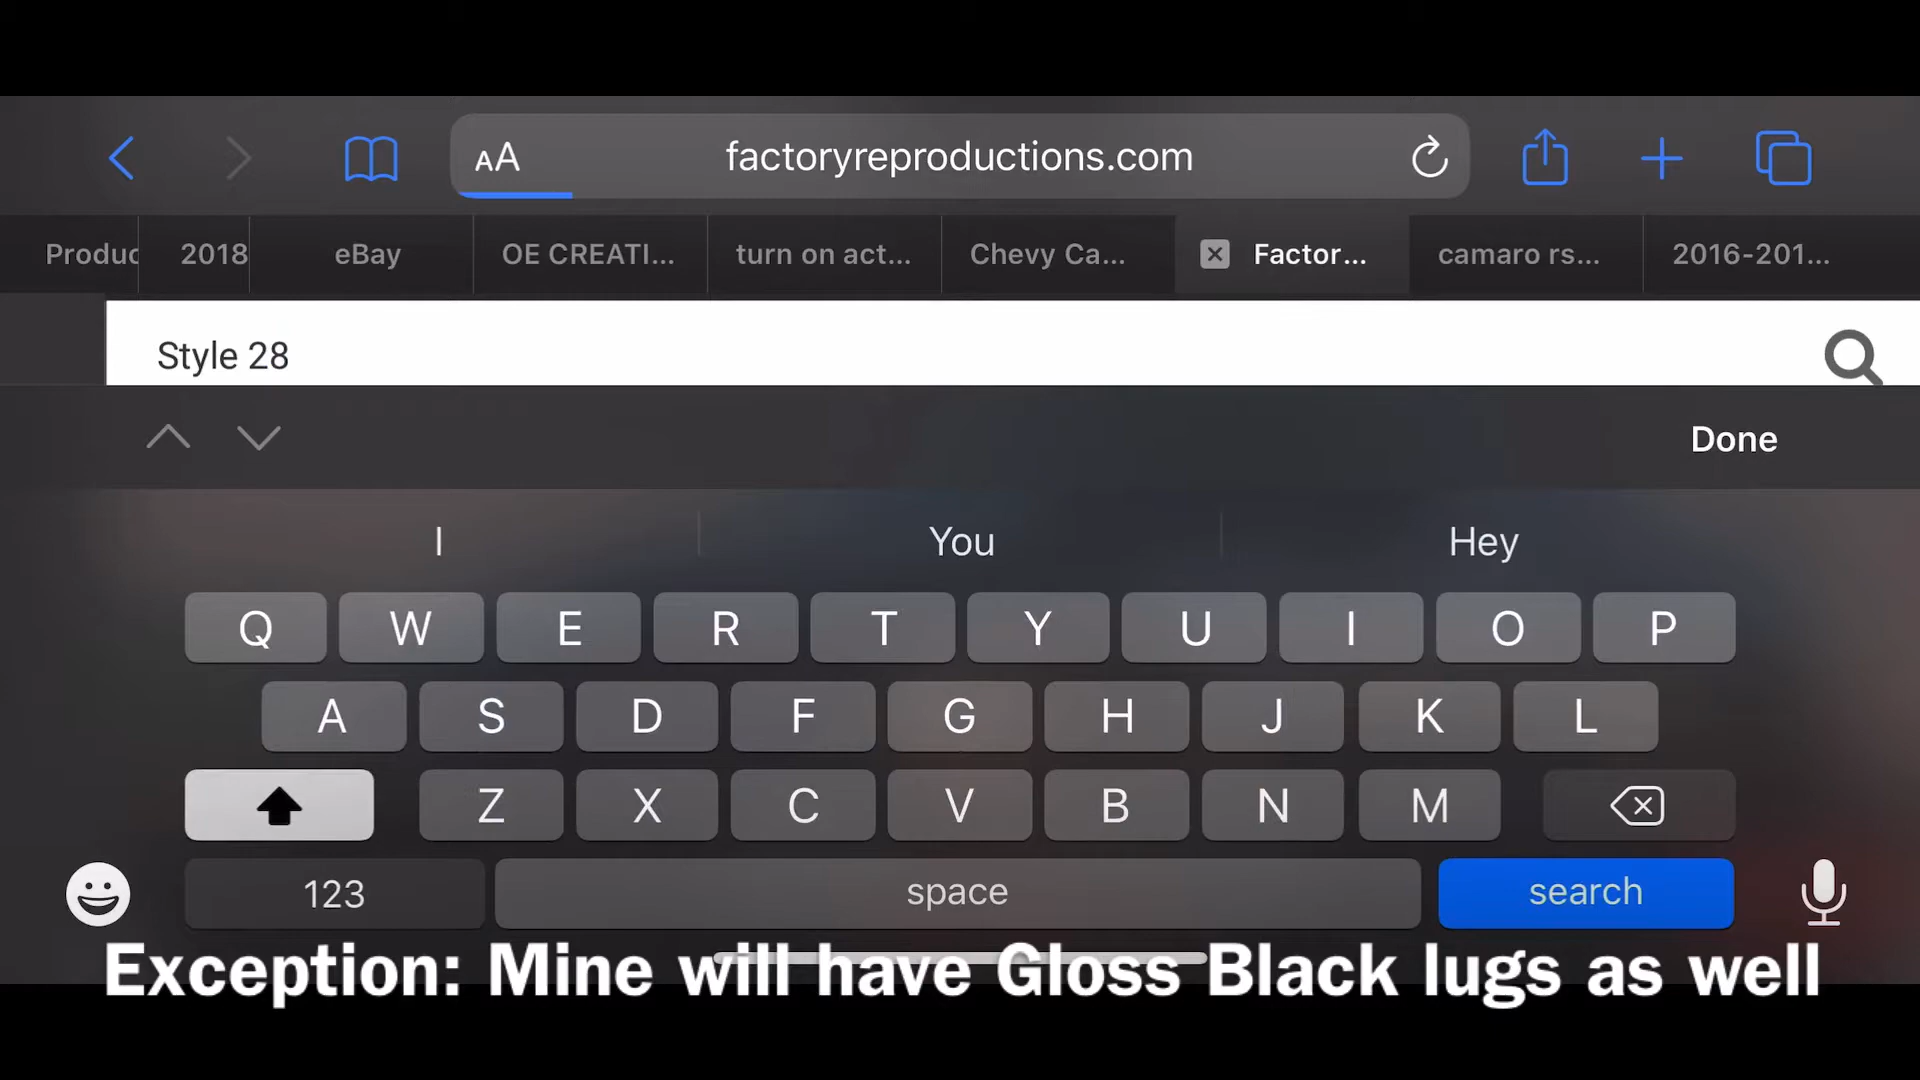 AA factoryreproductions.com
Produc 2018 eBay OE CREATI... turn on act... Chevy Ca... Factor... camaro rs... 2016-201...
Style 28
Done
I You Hey
Q W E R T Y U I O P
A S D F G H J K L
Z X C V B N M
123 space search
Exception: Mine will have Gloss Black lugs as well